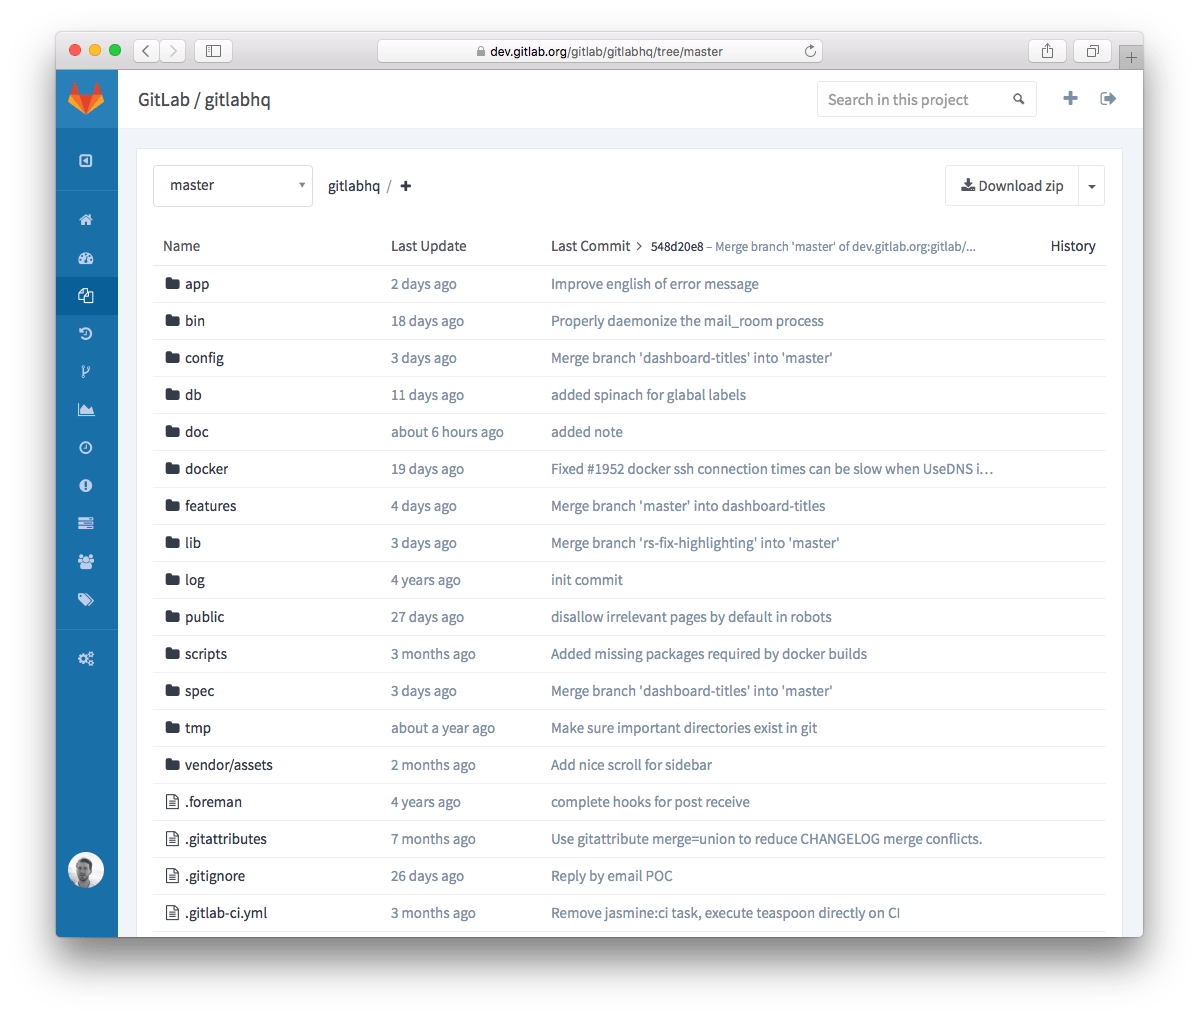 dev.gitlab.org/gitlab/gitlabhq/tree/master
GitLab / gitlabhq
Search in this project
master
gitlabhq /
Download zip
Name Last Update Last Commit > 548d20e8 – Merge branch 'master' of dev.gitlab.org:gitlab/... History
app 2 days ago Improve english of error message
bin 18 days ago Properly daemonize the mail_room process
config 3 days ago Merge branch 'dashboard-titles' into 'master'
db 11 days ago added spinach for glabal labels
doc about 6 hours ago added note
docker 19 days ago Fixed #1952 docker ssh connection times can be slow when UseDNS i…
features 4 days ago Merge branch 'master' into dashboard-titles
lib 3 days ago Merge branch 'rs-fix-highlighting' into 'master'
log 4 years ago init commit
public 27 days ago disallow irrelevant pages by default in robots
scripts 3 months ago Added missing packages required by docker builds
spec 3 days ago Merge branch 'dashboard-titles' into 'master'
tmp about a year ago Make sure important directories exist in git
vendor/assets 2 months ago Add nice scroll for sidebar
.foreman 4 years ago complete hooks for post receive
.gitattributes 7 months ago Use gitattribute merge=union to reduce CHANGELOG merge conflicts.
.gitignore 26 days ago Reply by email POC
.gitlab-ci.yml 3 months ago Remove jasmine:ci task, execute teaspoon directly on CI